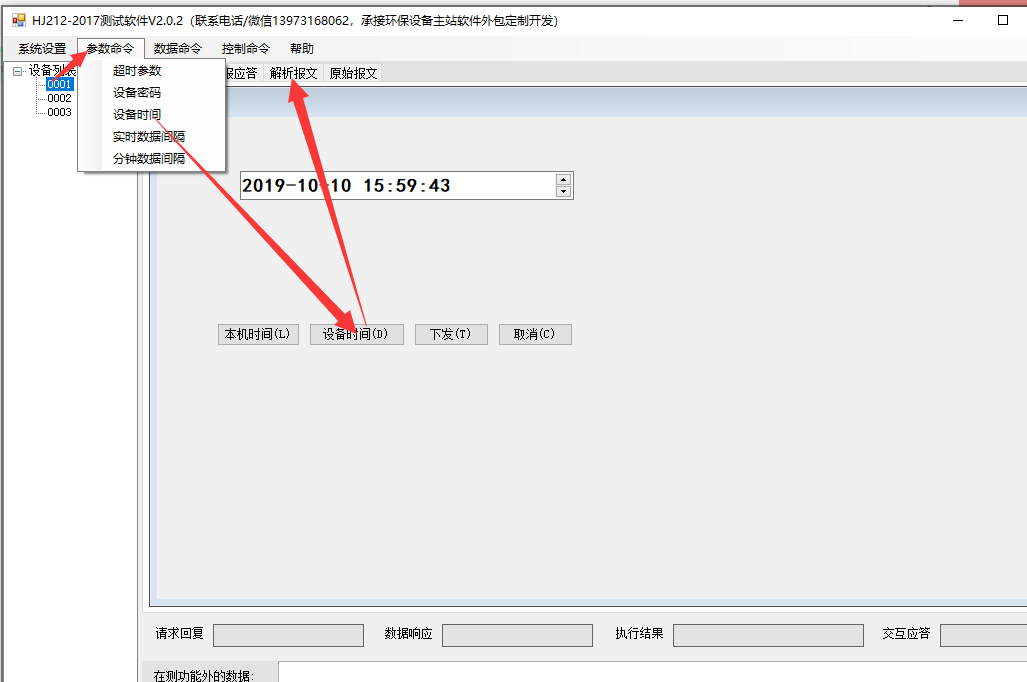 HJ212-2017测试软件V2.0.2（联系电话/微信13973168062，承接环保设备主站软件外包定制开发）
系统设置 参数命令 数据命令 控制命令 帮助
设备列表 超时参数 报应答 解析报文 原始报文
0001
0002 设备密码
0003 设备时间
实时数据间隔
分钟数据间隔
2019-10-10 15:59:43
本机时间(L) 设备时间(D) 下发(T) 取消(C)
请求回复 数据响应 执行结果 交互应答
在测功能外的数据: